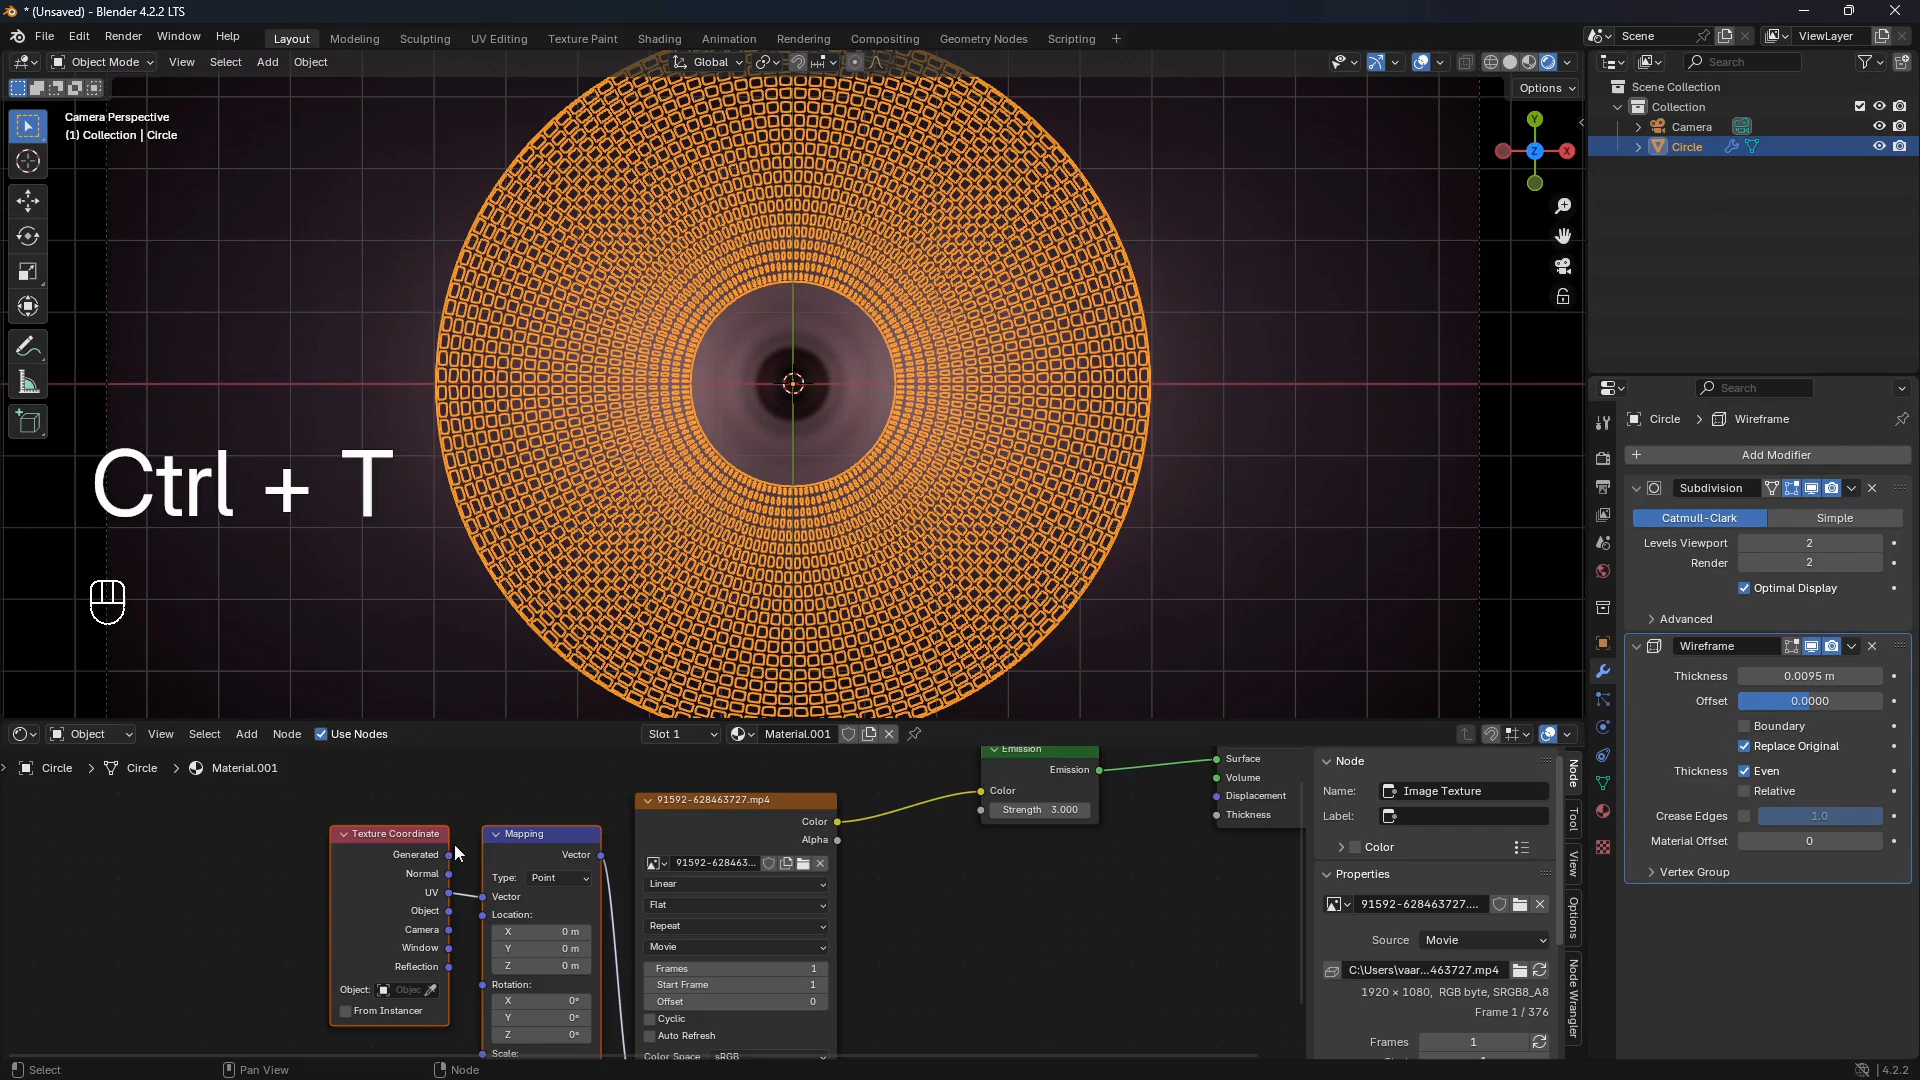 * (Unsaved) - Blender 4.2.2 LTS
File Edit Render Window Help Layout Modeling Sculpting UV Editing Texture Paint Shading Animation Rendering Compositing Geometry Nodes Scripting + Scene ViewLayer
Object Mode View Select Add Object Global Search
Options
Camera Perspective
(1) Collection | Circle
Y
X
Z
Scene Collection
Collection
Camera
Circle
Search
Circle > Wireframe
+ Add Modifier
Subdivision
Catmull-Clark Simple
Levels Viewport 2
Render 2
Optimal Display
Advanced
Wireframe
Thickness 0.0095 m
Offset 0.0000
Boundary
Replace Original
Thickness Even
Relative
Crease Edges 1.0
Material Offset 0
Vertex Group
Ctrl + T
Object View Select Add Node Use Nodes Slot 1 Material.001
Circle > Circle > Material.001
Texture Coordinate
Generated
Normal
UV
Object
Camera
Window
Reflection
Object: Objec
From Instancer
Mapping
Vector
Type: Point
Vector
Location:
X 0 m
Y 0 m
Z 0 m
Rotation:
X 0°
Y 0°
Z 0°
Scale:
91592-628463727.mp4
Color
Alpha
91592-628463...
Linear
Flat
Repeat
Movie
Frames 1
Start Frame 1
Offset 0
Cyclic
Auto Refresh
Color Space sRGB
Emission
Emission
Color
Strength 3.000
Surface
Volume
Displacement
Thickness
Node
Name: Image Texture
Label:
Color
Properties
91592-628463727....
Source Movie
C:\Users\vaar...463727.mp4
1920 × 1080, RGB byte, SRGB8_A8
Frame 1 / 376
Frames 1
Node
Tool
View
Options
Node Wrangler
Select Pan View Node 4.2.2